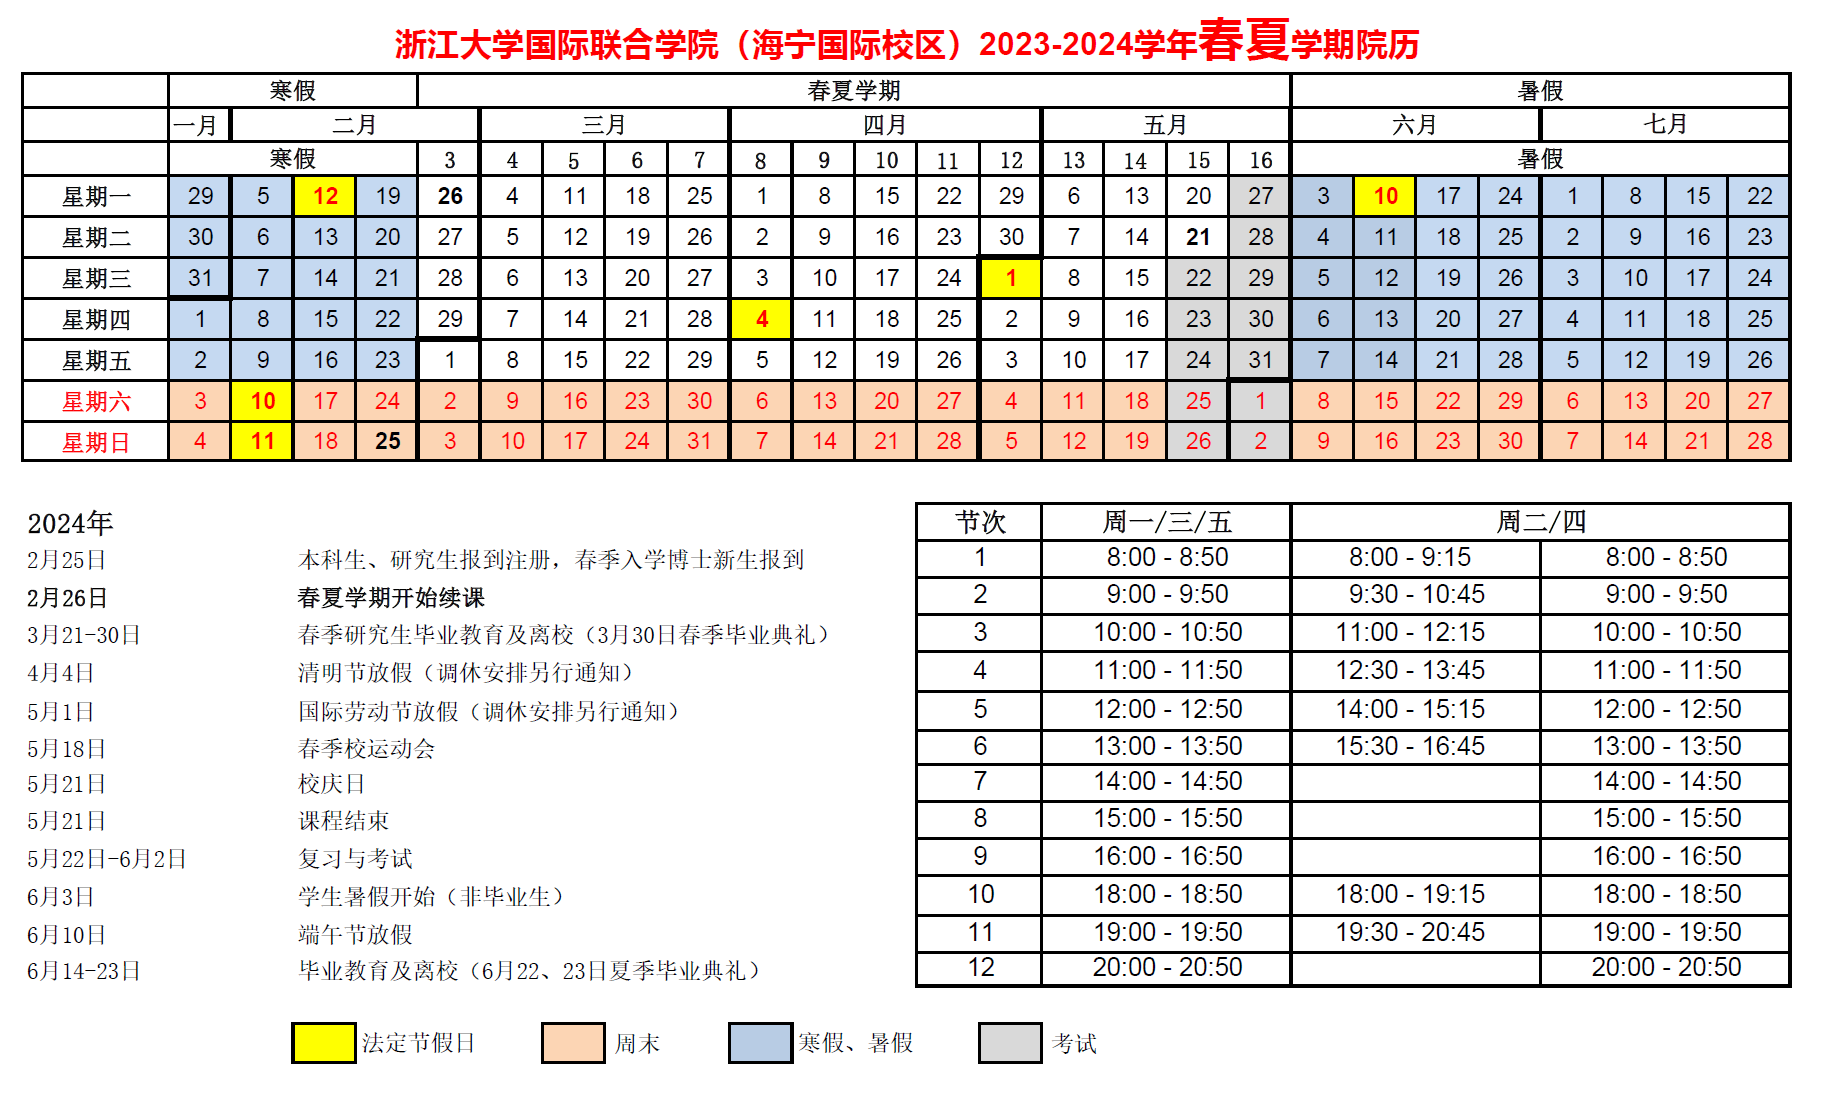 浙江大学国际联合学院（海宁国际校区）2023-2024学年春夏学期院历
寒假 春夏学期 暑假
一月 二月 三月 四月 五月 六月 七月
寒假 3 4 5 6 7 8 9 10 11 12 13 14 15 16 暑假
星期一 29 5 12 19 26 4 11 18 25 1 8 15 22 29 6 13 20 27 3 10 17 24 1 8 15 22
星期二 30 6 13 20 27 5 12 19 26 2 9 16 23 30 7 14 21 28 4 11 18 25 2 9 16 23
星期三 31 7 14 21 28 6 13 20 27 3 10 17 24 1 8 15 22 29 5 12 19 26 3 10 17 24
星期四 1 8 15 22 29 7 14 21 28 4 11 18 25 2 9 16 23 30 6 13 20 27 4 11 18 25
星期五 2 9 16 23 1 8 15 22 29 5 12 19 26 3 10 17 24 31 7 14 21 28 5 12 19 26
星期六 3 10 17 24 2 9 16 23 30 6 13 20 27 4 11 18 25 1 8 15 22 29 6 13 20 27
星期日 4 11 18 25 3 10 17 24 31 7 14 21 28 5 12 19 26 2 9 16 23 30 7 14 21 28
2024年
2月25日 本科生、研究生报到注册，春季入学博士新生报到
2月26日 春夏学期开始续课
3月21-30日 春季研究生毕业教育及离校（3月30日春季毕业典礼）
4月4日 清明节放假（调休安排另行通知）
5月1日 国际劳动节放假（调休安排另行通知）
5月18日 春季校运动会
5月21日 校庆日
5月21日 课程结束
5月22日-6月2日 复习与考试
6月3日 学生暑假开始（非毕业生）
6月10日 端午节放假
6月14-23日 毕业教育及离校（6月22、23日夏季毕业典礼）
节次 周一/三/五 周二/四
1 8:00 - 8:50 8:00 - 9:15 8:00 - 8:50
2 9:00 - 9:50 9:30 - 10:45 9:00 - 9:50
3 10:00 - 10:50 11:00 - 12:15 10:00 - 10:50
4 11:00 - 11:50 12:30 - 13:45 11:00 - 11:50
5 12:00 - 12:50 14:00 - 15:15 12:00 - 12:50
6 13:00 - 13:50 15:30 - 16:45 13:00 - 13:50
7 14:00 - 14:50 14:00 - 14:50
8 15:00 - 15:50 15:00 - 15:50
9 16:00 - 16:50 16:00 - 16:50
10 18:00 - 18:50 18:00 - 19:15 18:00 - 18:50
11 19:00 - 19:50 19:30 - 20:45 19:00 - 19:50
12 20:00 - 20:50 20:00 - 20:50
法定节假日 周末 寒假、暑假 考试